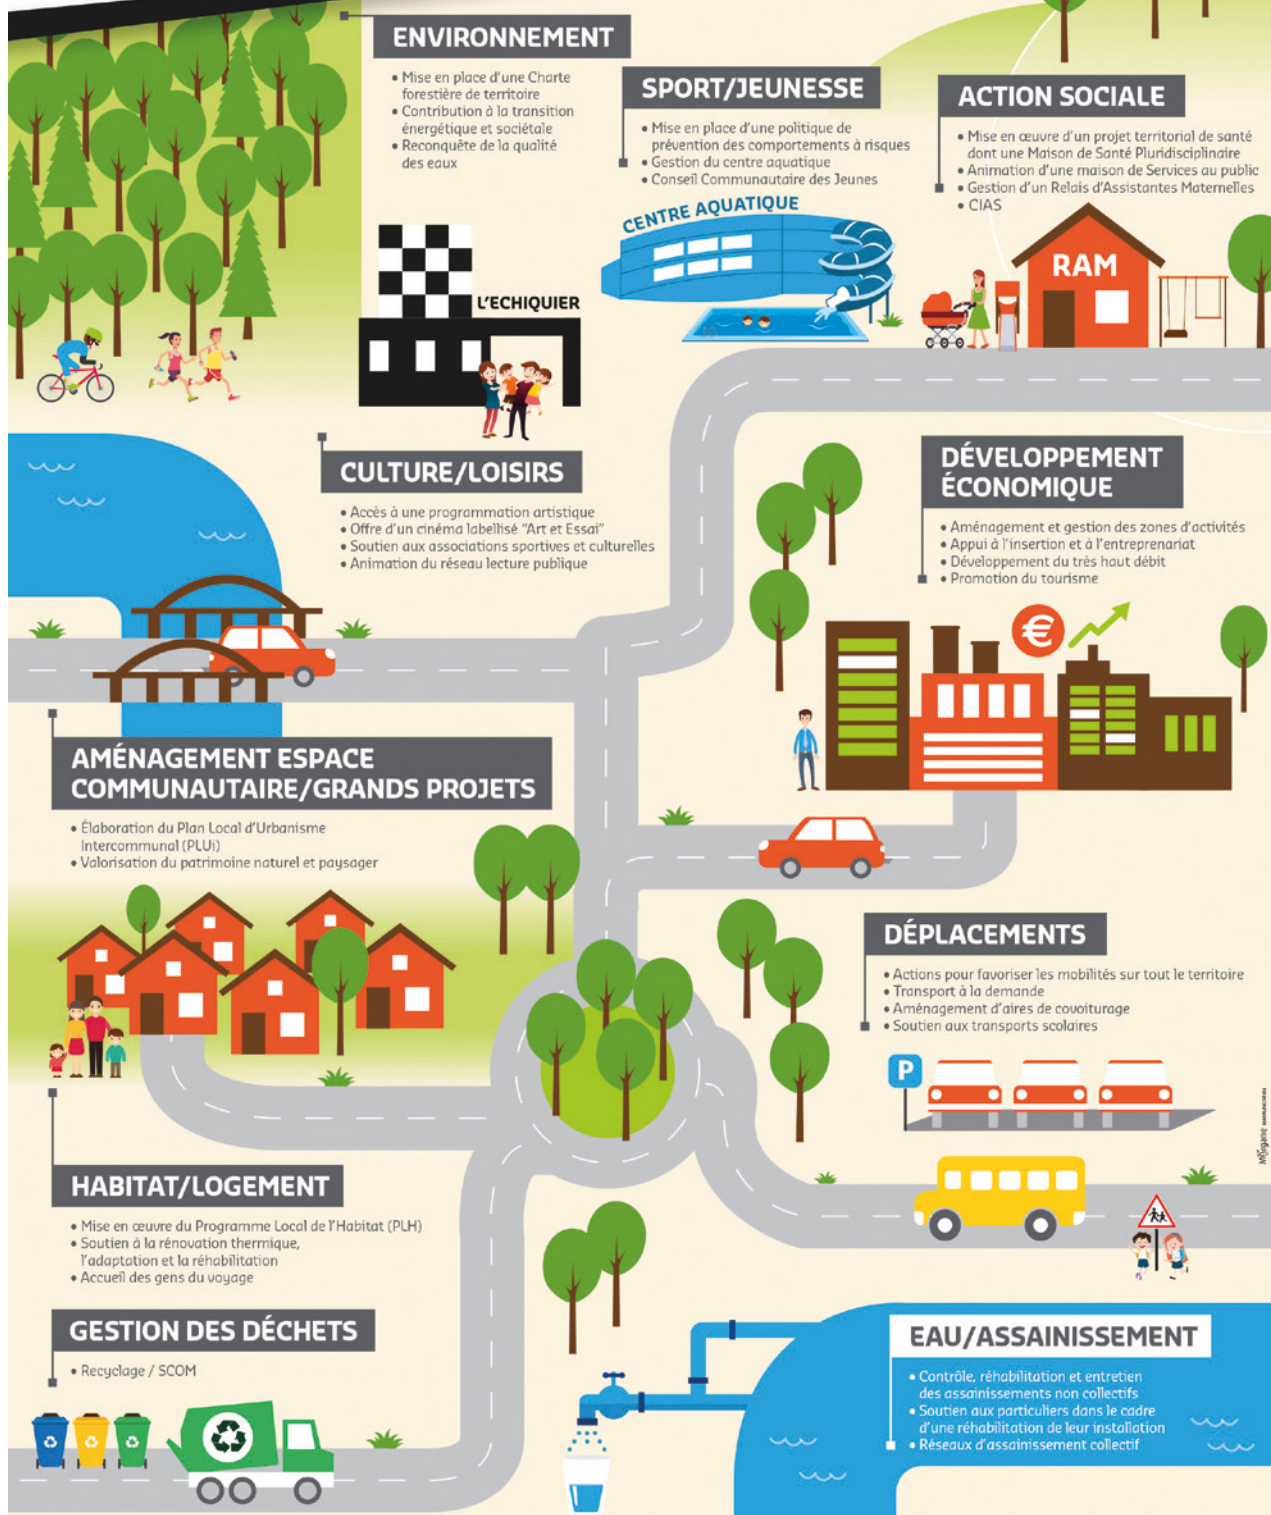 ENVIRONNEMENT
• Mise en place d'une Charte
forestière de territoire
• Contribution à la transition
énergétique et sociétale
• Reconquête de la qualité
des eaux
SPORT/JEUNESSE
• Mise en place d'une politique de
prévention des comportements à risques
• Gestion du centre aquatique
• Conseil Communautaire des Jeunes
ACTION SOCIALE
• Mise en œuvre d'un projet territorial de santé
dont une Maison de Santé Pluridisciplinaire
• Animation d'une maison de Services au public
• Gestion d'un Relais d'Assistantes Maternelles
• CIAS
CENTRE AQUATIQUE
RAM
L'ECHIQUIER
CULTURE/LOISIRS
• Accès à une programmation artistique
• Offre d'un cinéma labellisé "Art et Essai"
• Soutien aux associations sportives et culturelles
• Animation du réseau lecture publique
DÉVELOPPEMENT
ÉCONOMIQUE
• Aménagement et gestion des zones d'activités
• Appui à l'insertion et à l'entreprenariat
• Développement du très haut débit
• Promotion du tourisme
€
AMÉNAGEMENT ESPACE
COMMUNAUTAIRE/GRANDS PROJETS
• Élaboration du Plan Local d'Urbanisme
Intercommunal (PLUi)
• Valorisation du patrimoine naturel et paysager
DÉPLACEMENTS
• Actions pour favoriser les mobilités sur tout le territoire
• Transport à la demande
• Aménagement d'aires de covoiturage
• Soutien aux transports scolaires
P
HABITAT/LOGEMENT
• Mise en œuvre du Programme Local de l'Habitat (PLH)
• Soutien à la rénovation thermique,
l'adaptation et la réhabilitation
• Accueil des gens du voyage
GESTION DES DÉCHETS
• Recyclage / SCOM
EAU/ASSAINISSEMENT
• Contrôle, réhabilitation et entretien
des assainissements non collectifs
• Soutien aux particuliers dans le cadre
d'une réhabilitation de leur installation
• Réseaux d'assainissement collectif